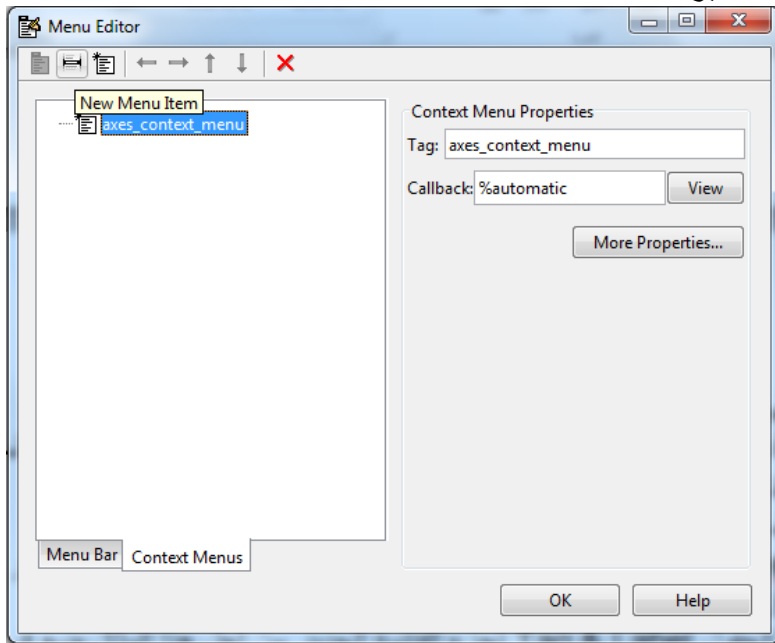 Menu Editor
New Menu Item
axes_context_menu
Context Menu Properties
Tag: axes_context_menu
Callback: %automatic View
More Properties...
Menu Bar Context Menus
OK Help